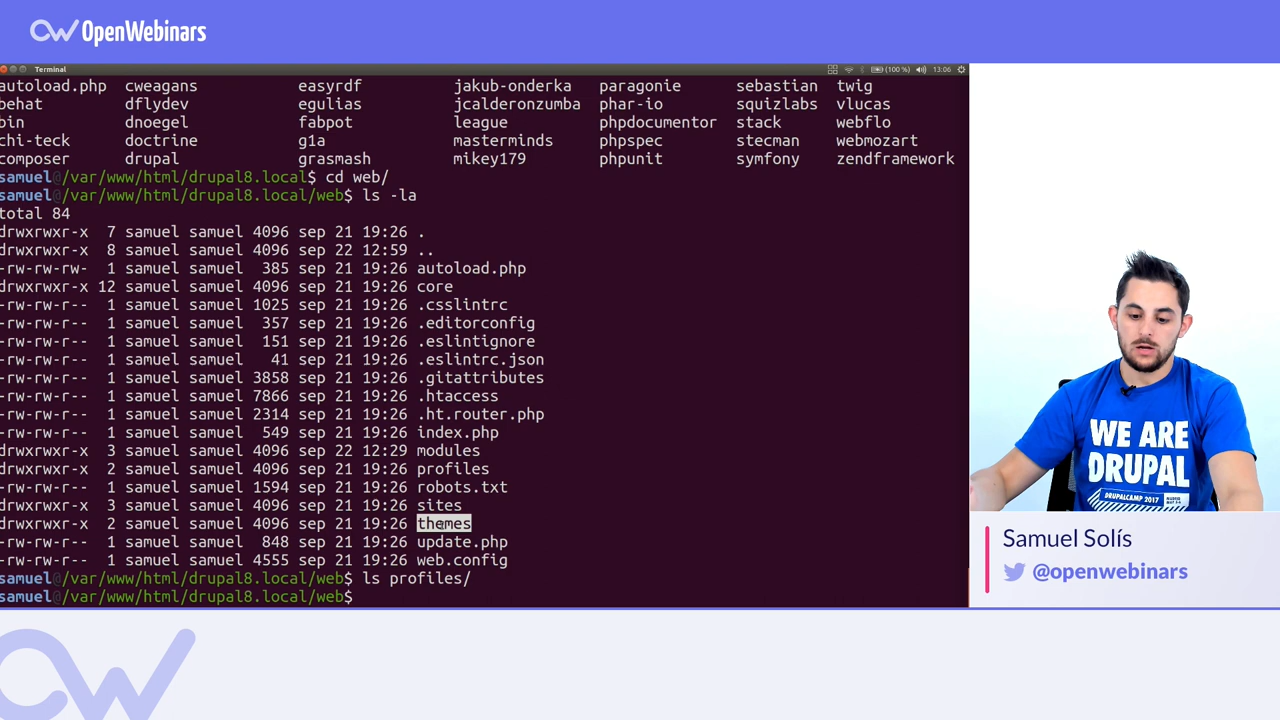 OpenWebinars
Terminal
(100 %) 13:06
autoload.php cweagans easyrdf jakub-onderka paragonie sebastian twig
behat dflydev egulias jcalderonzumba phar-io squizlabs vlucas
bin dnoegel fabpot league phpdocumentor stack webflo
chi-teck doctrine g1a masterminds phpspec stecman webmozart
composer drupal grasmash mikey179 phpunit symfony zendframework
samuel@/var/www/html/drupal8.local$ cd web/
samuel@/var/www/html/drupal8.local/web$ ls -la
total 84
drwxrwxr-x 7 samuel samuel 4096 sep 21 19:26 .
drwxrwxr-x 8 samuel samuel 4096 sep 22 12:59 ..
-rw-rw-rw- 1 samuel samuel 385 sep 21 19:26 autoload.php
drwxrwxr-x 12 samuel samuel 4096 sep 21 19:26 core
-rw-rw-r-- 1 samuel samuel 1025 sep 21 19:26 .csslintrc
-rw-rw-r-- 1 samuel samuel 357 sep 21 19:26 .editorconfig
-rw-rw-r-- 1 samuel samuel 151 sep 21 19:26 .eslintignore
-rw-rw-r-- 1 samuel samuel 41 sep 21 19:26 .eslintrc.json
-rw-rw-r-- 1 samuel samuel 3858 sep 21 19:26 .gitattributes
-rw-rw-r-- 1 samuel samuel 7866 sep 21 19:26 .htaccess
-rw-rw-r-- 1 samuel samuel 2314 sep 21 19:26 .ht.router.php
-rw-rw-r-- 1 samuel samuel 549 sep 21 19:26 index.php
drwxrwxr-x 3 samuel samuel 4096 sep 22 12:29 modules
drwxrwxr-x 2 samuel samuel 4096 sep 21 19:26 profiles
-rw-rw-r-- 1 samuel samuel 1594 sep 21 19:26 robots.txt
drwxrwxr-x 3 samuel samuel 4096 sep 21 19:26 sites
drwxrwxr-x 2 samuel samuel 4096 sep 21 19:26 themes
-rw-rw-r-- 1 samuel samuel 848 sep 21 19:26 update.php
-rw-rw-r-- 1 samuel samuel 4555 sep 21 19:26 web.config
samuel@/var/www/html/drupal8.local/web$ ls profiles/
samuel@/var/www/html/drupal8.local/web$
WE ARE
DRUPAL
DRUPALCAMP 2017
Samuel Solís
@openwebinars